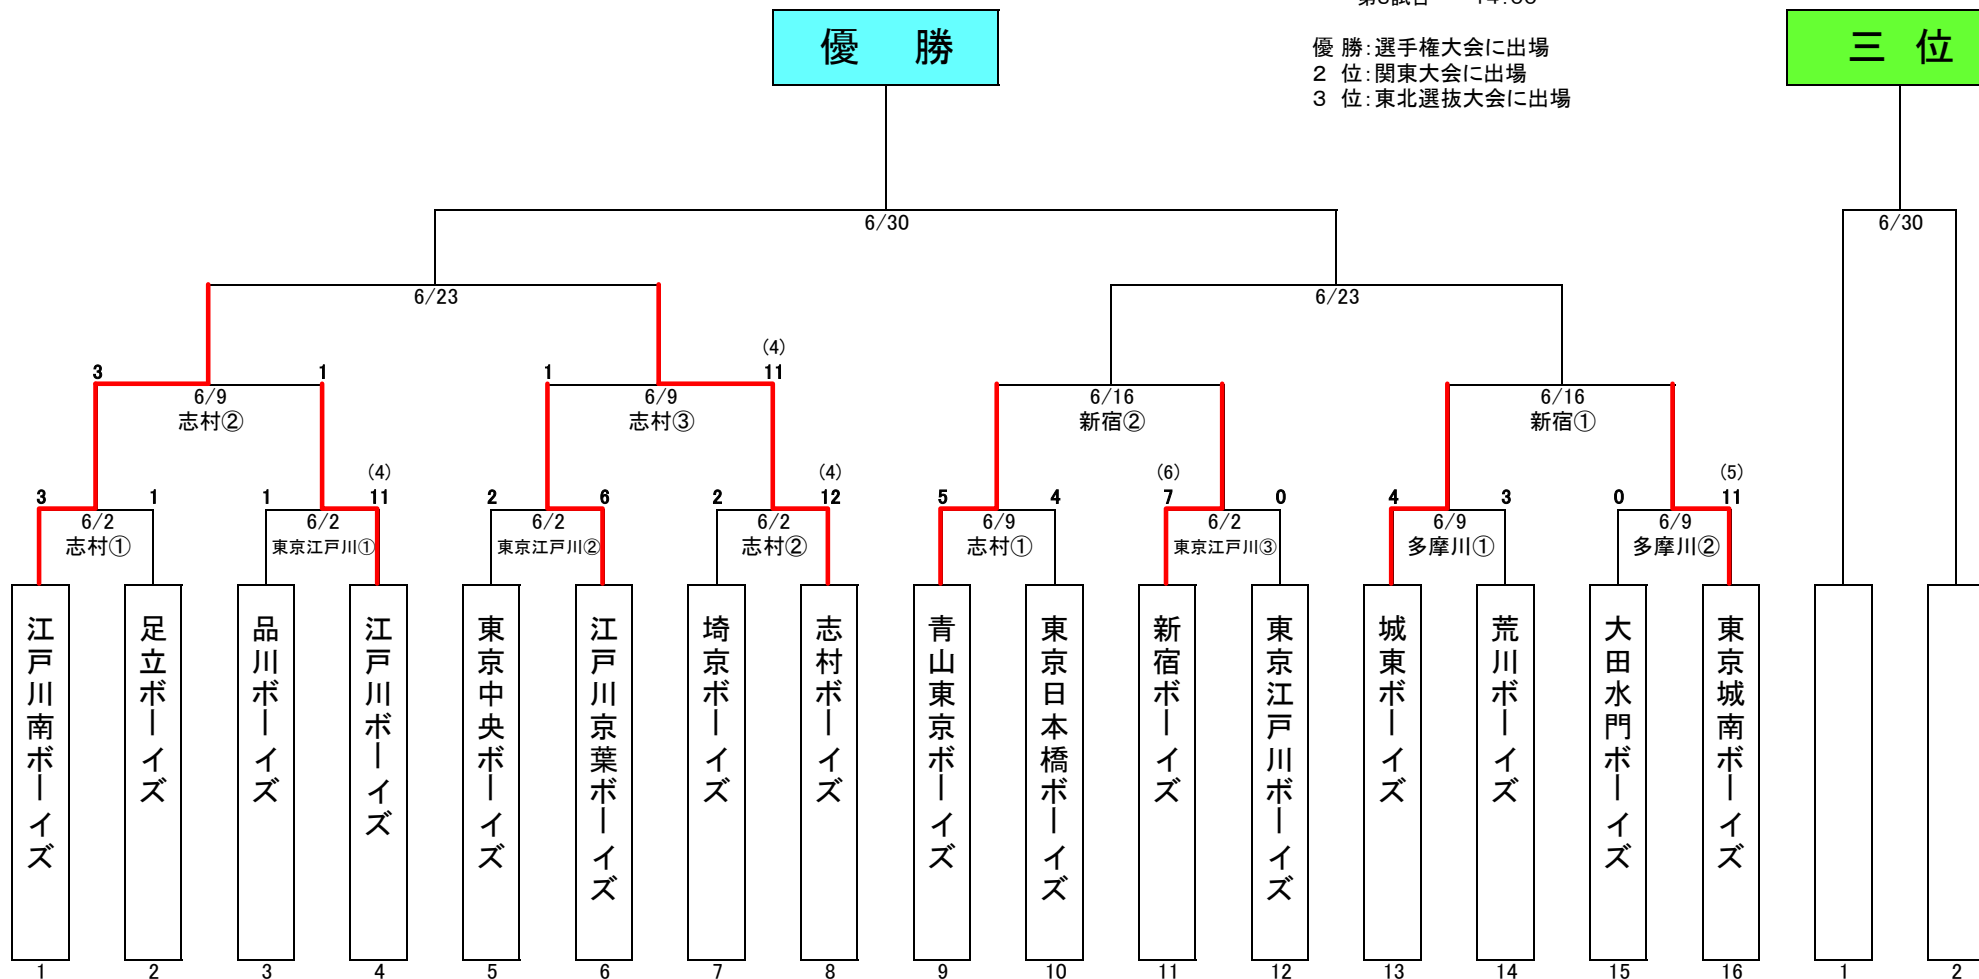 優 勝
三 位
優 勝:選手権大会に出場
2 位:関東大会に出場
3 位:東北選抜大会に出場
6/30
6/30
6/23
6/23
(4)
3
1
1
11
6/9
6/9
6/16
6/16
志村②
志村③
新宿②
新宿①
(4)
(4)
(6)
(5)
3
1
1
11
2
6
2
12
5
4
7
0
4
3
0
11
6/2
6/2
6/2
6/2
6/9
6/2
6/9
6/9
志村①
東京江戸川①
東京江戸川②
志村②
志村①
東京江戸川③
多摩川①
多摩川②
江戸川南ボーイズ
足立ボーイズ
品川ボーイズ
江戸川ボーイズ
東京中央ボーイズ
江戸川京葉ボーイズ
埼京ボーイズ
志村ボーイズ
青山東京ボーイズ
東京日本橋ボーイズ
新宿ボーイズ
東京江戸川ボーイズ
城東ボーイズ
荒川ボーイズ
大田水門ボーイズ
東京城南ボーイズ
1
2
3
4
5
6
7
8
9
10
11
12
13
14
15
16
1
2